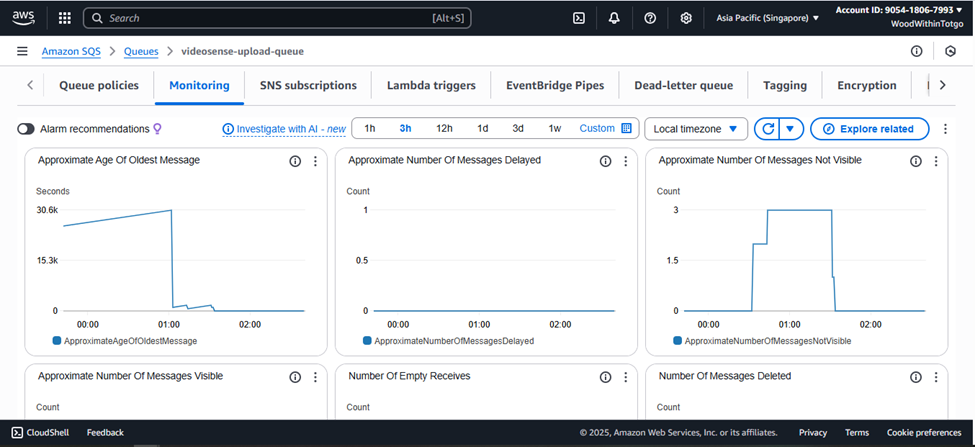 aws
Search [Alt+S]
Asia Pacific (Singapore)
Account ID: 9054-1806-7993
WoodWithinTotgo
Amazon SQS > Queues > videosense-upload-queue
Queue policies Monitoring SNS subscriptions Lambda triggers EventBridge Pipes Dead-letter queue Tagging Encryption
Alarm recommendations Investigate with AI - new 1h 3h 12h 1d 3d 1w Custom Local timezone Explore related
Approximate Age Of Oldest Message
Seconds
30.6k
15.3k
0
00:00 01:00 02:00
ApproximateAgeOfOldestMessage
Approximate Number Of Messages Delayed
Count
1
0.5
0
00:00 01:00 02:00
ApproximateNumberOfMessagesDelayed
Approximate Number Of Messages Not Visible
Count
3
1.5
0
00:00 01:00 02:00
ApproximateNumberOfMessagesNotVisible
Approximate Number Of Messages Visible
Count
Number Of Empty Receives
Count
Number Of Messages Deleted
Count
CloudShell Feedback © 2025, Amazon Web Services, Inc. or its affiliates. Privacy Terms Cookie preferences